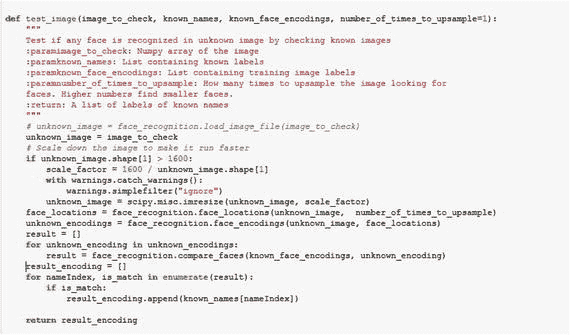 def test_image(image_to_check, known_names, known_face_encodings, number_of_times_to_upsample=1):
    """
    Test if any face is recognized in unknown image by checking known images
    :paramimage_to_check: Numpy array of the image
    :paramknown_names: List containing known labels
    :paramknown_face_encodings: List containing training image labels
    :paramnumber_of_times_to_upsample: How many times to upsample the image looking for
    faces. Higher numbers find smaller faces.
    :return: A list of labels of known names
    """
    # unknown_image = face_recognition.load_image_file(image_to_check)
    unknown_image = image_to_check
    # Scale down the image to make it run faster
    if unknown_image.shape[1] > 1600:
        scale_factor = 1600 / unknown_image.shape[1]
        with warnings.catch_warnings():
            warnings.simplefilter("ignore")
        unknown_image = scipy.misc.imresize(unknown_image, scale_factor)
    face_locations = face_recognition.face_locations(unknown_image, number_of_times_to_upsample)
    unknown_encodings = face_recognition.face_encodings(unknown_image, face_locations)
    result = []
    for unknown_encoding in unknown_encodings:
        result = face_recognition.compare_faces(known_face_encodings, unknown_encoding)
    result_encoding = []
    for nameIndex, is_match in enumerate(result):
        if is_match:
            result_encoding.append(known_names[nameIndex])
    return result_encoding